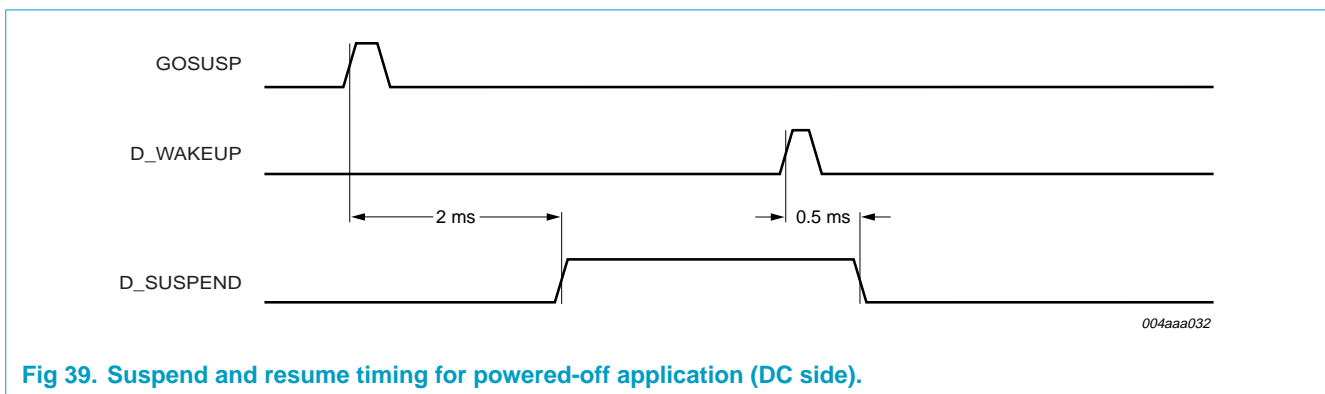 GOSUSP
D_WAKEUP
2 ms
0.5 ms
D_SUSPEND
004aaa032
Fig 39. Suspend and resume timing for powered-off application (DC side).